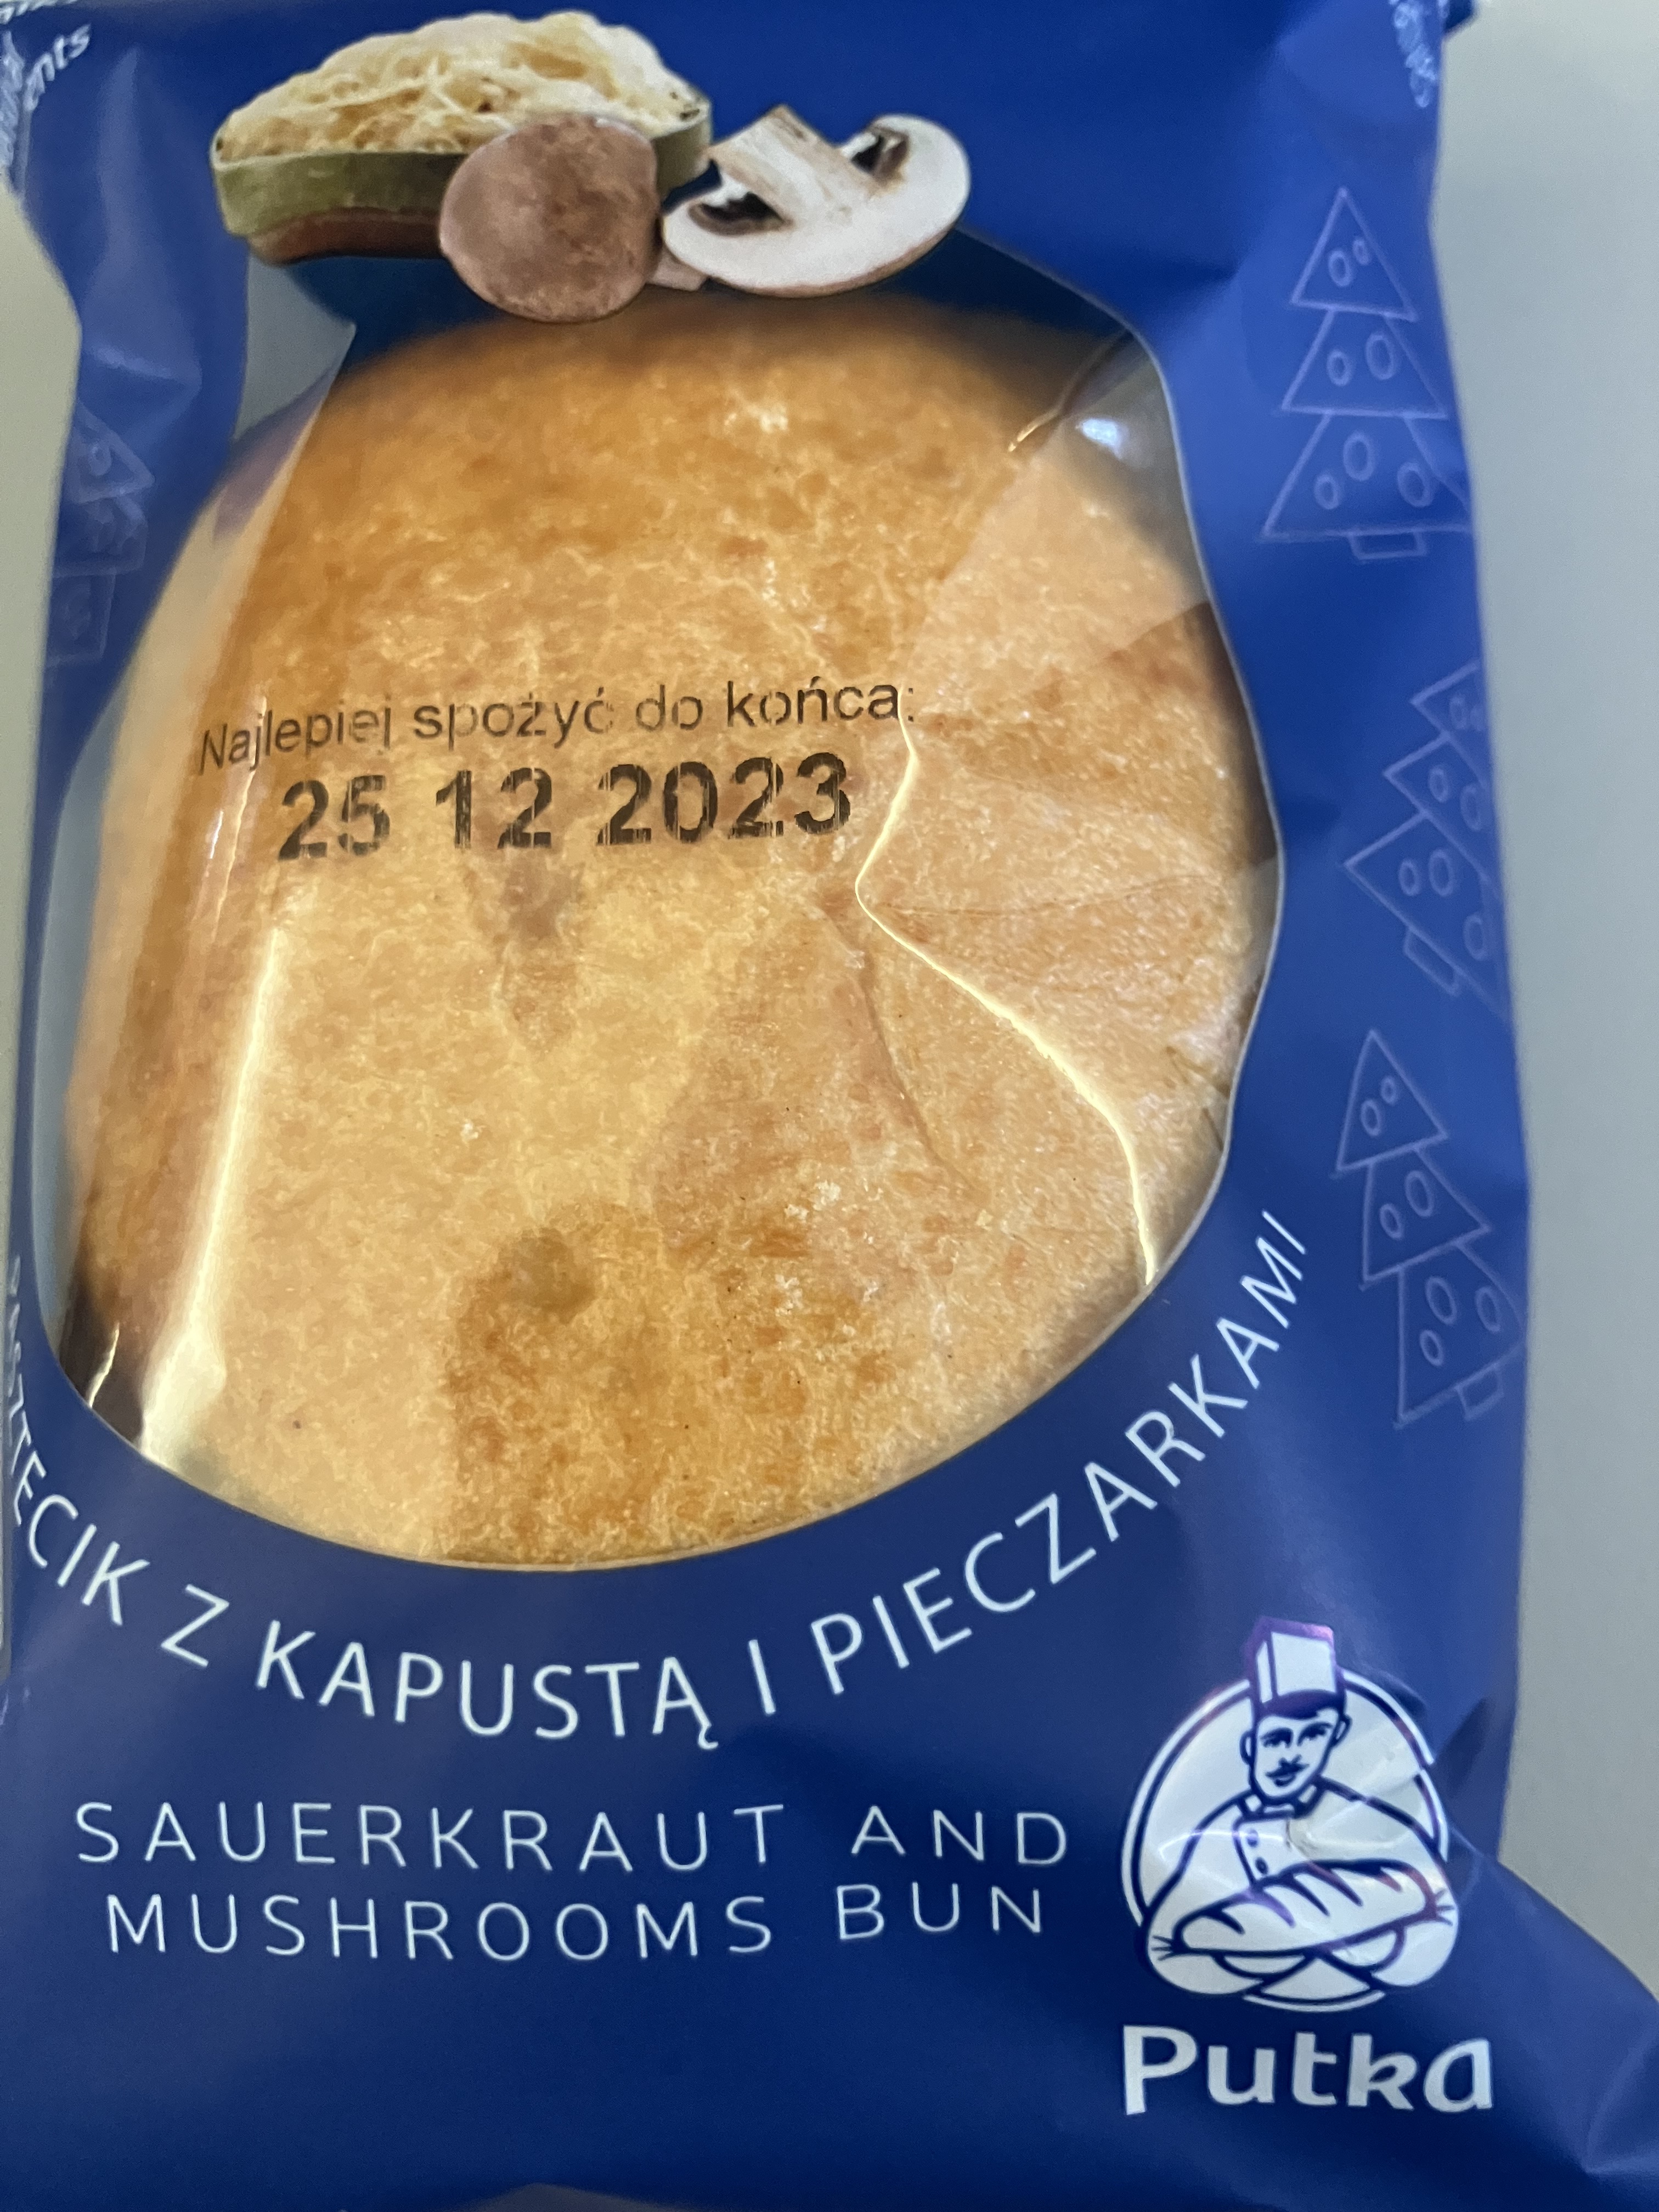 Najlepiej spożyć do końca:
25 12 2023
Z KAPUSTĄ I PIECZARKAMI
SAUERKRAUT AND
MUSHROOMS BUN
Putka